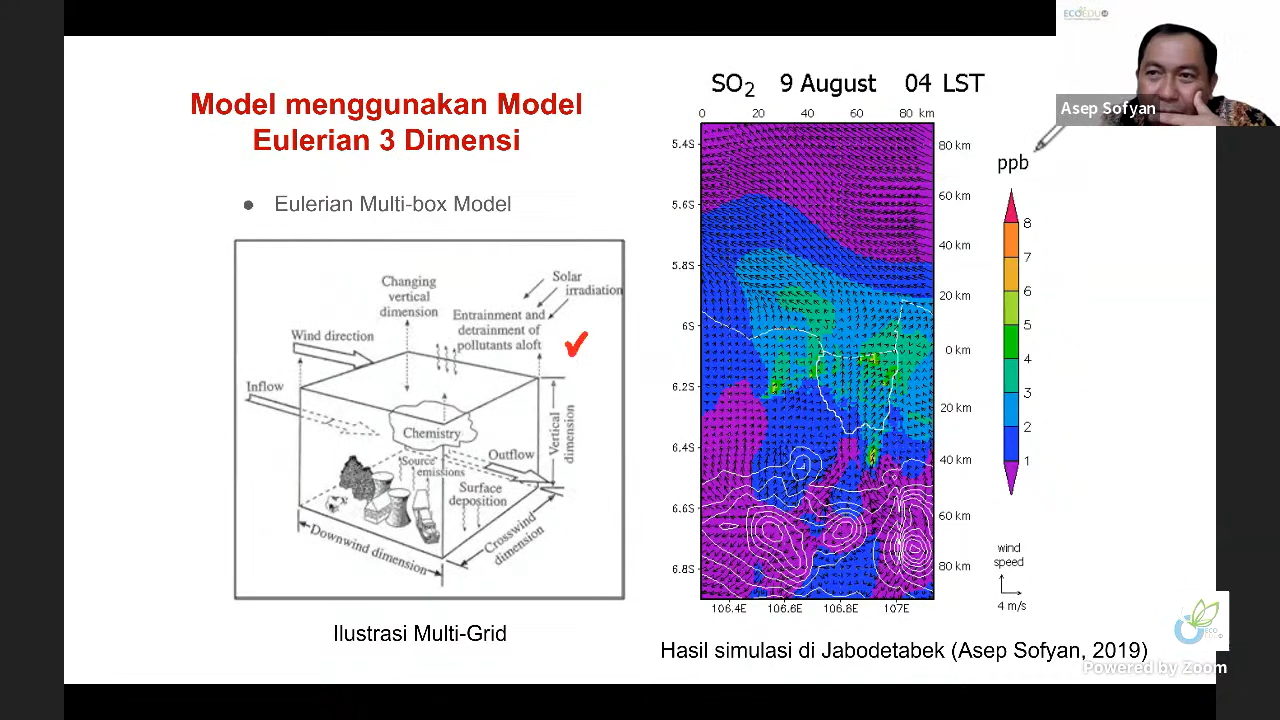 ECOEDU
Asep Sofyan
Model menggunakan Model
Eulerian 3 Dimensi
● Eulerian Multi-box Model
Changing
vertical
dimension
Solar
irradiation
Entrainment and
detrainment of
pollutants aloft
Wind direction
Inflow
Chemistry
Vertical
dimension
Outflow
Source
emissions
Surface
deposition
Downwind dimension
Crosswind
dimension
Ilustrasi Multi-Grid
SO2 9 August 04 LST
0 20 40 60 80 km
5.4S
5.6S
5.8S
6S
6.2S
6.4S
6.6S
6.8S
80 km
60 km
40 km
20 km
0 km
20 km
40 km
60 km
80 km
106.4E 106.6E 106.8E 107E
ppb
8
7
6
5
4
3
2
1
wind
speed
4 m/s
Hasil simulasi di Jabodetabek (Asep Sofyan, 2019)
ECO
Powered by Zoom